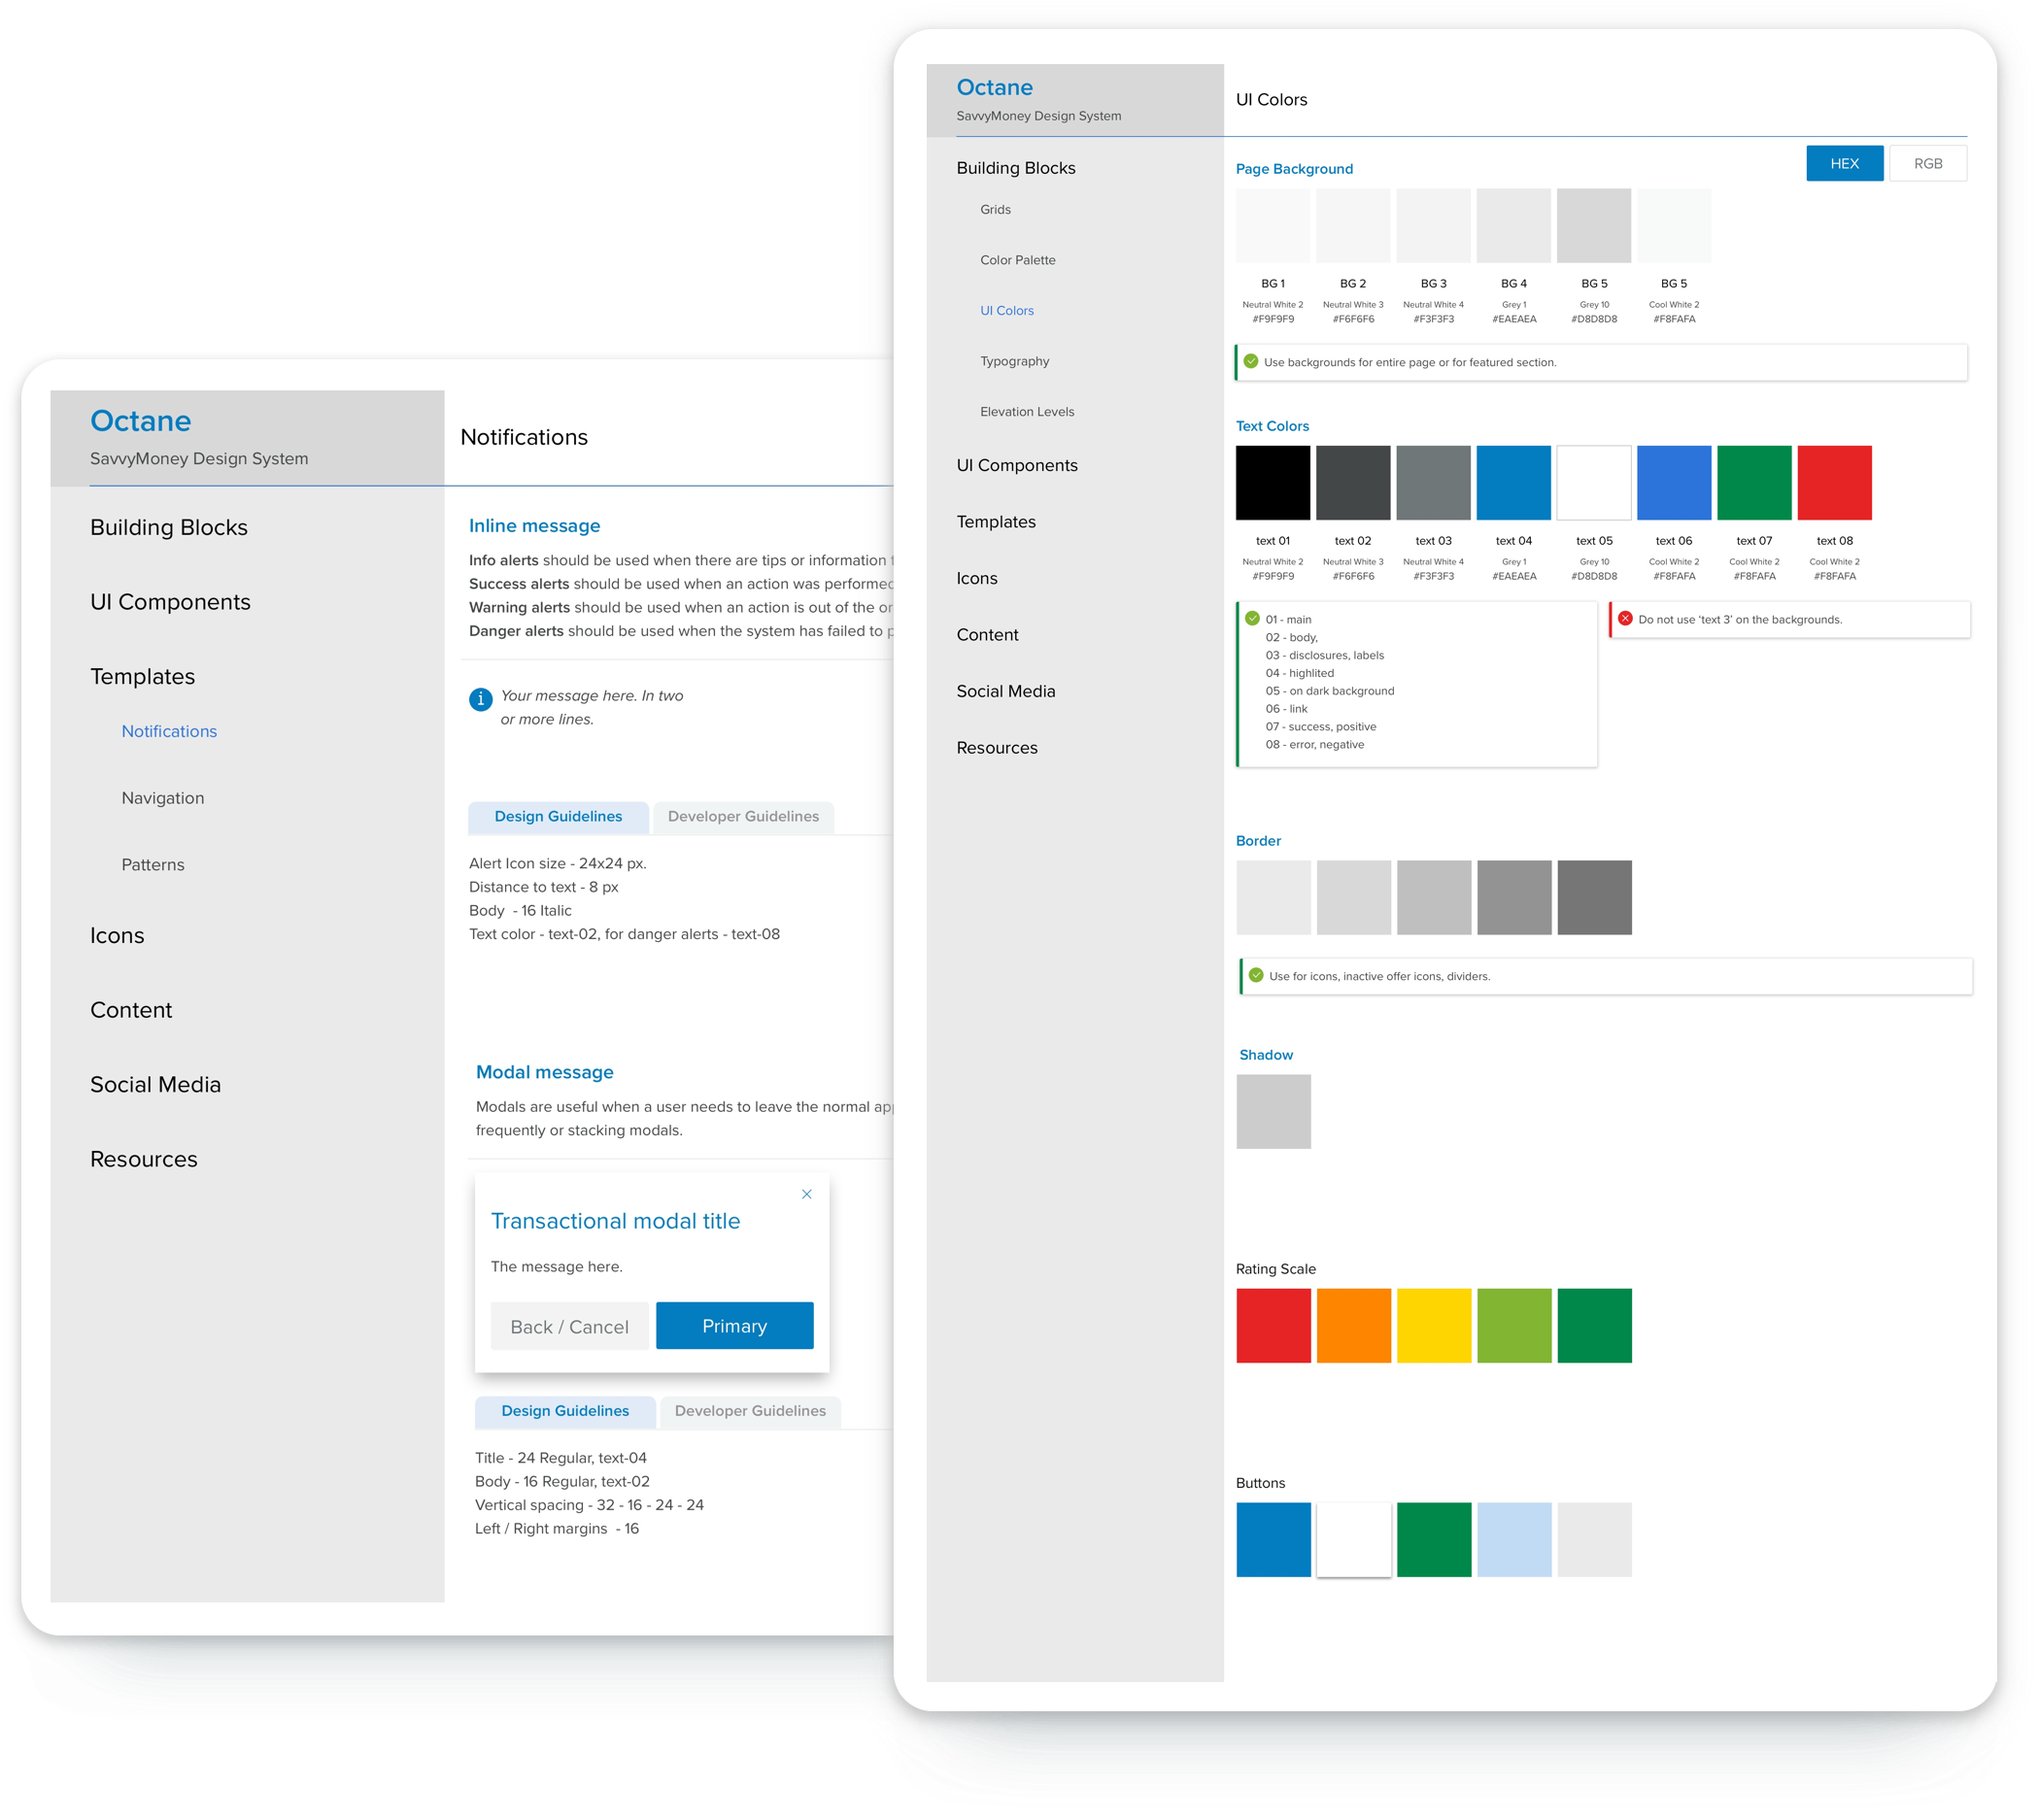 Octane
SavvyMoney Design System
Notifications
Building Blocks
UI Components
Templates
Notifications
Navigation
Patterns
Icons
Content
Social Media
Resources
Inline message
Info alerts should be used when there are tips or information
Success alerts should be used when an action was performed
Warning alerts should be used when an action is out of the or
Danger alerts should be used when the system has failed to
Your message here. In two
or more lines.
Design Guidelines Developer Guidelines
Alert Icon size - 24x24 px.
Distance to text - 8 px
Body - 16 Italic
Text color - text-02, for danger alerts - text-08
Modal message
Modals are useful when a user needs to leave the normal app
frequently or stacking modals.
Transactional modal title
The message here.
Back / Cancel Primary
Design Guidelines Developer Guidelines
Title - 24 Regular, text-04
Body - 16 Regular, text-02
Vertical spacing - 32 - 16 - 24 - 24
Left / Right margins - 16
Octane
SavvyMoney Design System
UI Colors
Building Blocks
Grids
Color Palette
UI Colors
Typography
Elevation Levels
UI Components
Templates
Icons
Content
Social Media
Resources
Page Background
HEX RGB
BG 1 BG 2 BG 3 BG 4 BG 5 BG 5
Neutral White 2 Neutral White 3 Neutral White 4 Grey 1 Grey 10 Cool White 2
#F9F9F9 #F6F6F6 #F3F3F3 #EAEAEA #D8D8D8 #F8FAFA
Use backgrounds for entire page or for featured section.
Text Colors
text 01 text 02 text 03 text 04 text 05 text 06 text 07 text 08
Neutral White 2 Neutral White 3 Neutral White 4 Grey 1 Grey 10 Cool White 2 Cool White 2 Cool White 2
#F9F9F9 #F6F6F6 #F3F3F3 #EAEAEA #D8D8D8 #F8FAFA #F8FAFA #F8FAFA
01 - main
02 - body,
03 - disclosures, labels
04 - highlited
05 - on dark background
06 - link
07 - success, positive
08 - error, negative
Do not use 'text 3' on the backgrounds.
Border
Use for icons, inactive offer icons, dividers.
Shadow
Rating Scale
Buttons